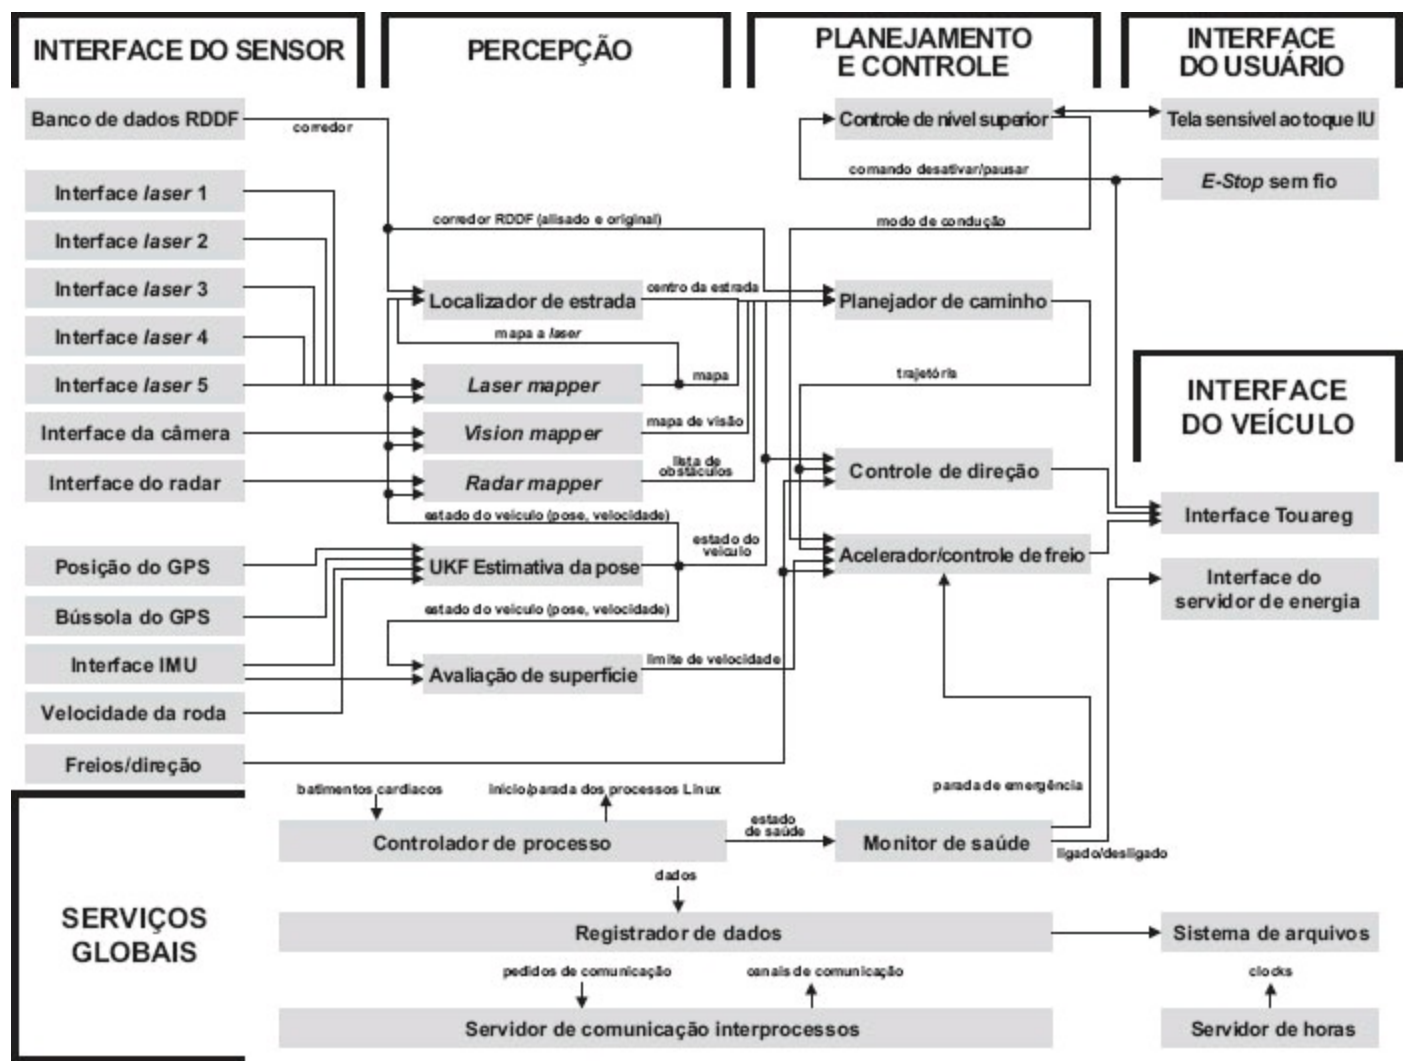 INTERFACE DO SENSOR
PERCEPÇÃO
PLANEJAMENTO
E CONTROLE
INTERFACE
DO USUÁRIO
Banco de dados RDDF
corredor
Controle de nível superior
Tela sensível ao toque IU
comando desativar/pausar
E-Stop sem fio
Interface laser 1
corredor RDDF (alisado e original)
modo de condução
Interface laser 2
Interface laser 3
Localizador de estrada
centro da estrada
Planejador de caminho
Interface laser 4
mapa a laser
Interface laser 5
Laser mapper
mapa
trajetória
INTERFACE
DO VEÍCULO
Interface da câmera
Vision mapper
mapa de visão
Interface do radar
Radar mapper
lista de
obstáculos
Controle de direção
estado do veículo (pose, velocidade)
Interface Touareg
Posição do GPS
UKF Estimativa da pose
estado do
veículo
Acelerador/controle de freio
Interface do
servidor de energia
Bússola do GPS
estado do veículo (pose, velocidade)
Interface IMU
Avaliação de superfície
limite de velocidade
Velocidade da roda
Freios/direção
batimentos cardíacos
início/parada dos processos Linux
parada de emergência
Controlador de processo
estado
de saúde
Monitor de saúde
ligado/desligado
dados
SERVIÇOS
GLOBAIS
Registrador de dados
Sistema de arquivos
pedidos de comunicação
canais de comunicação
clocks
Servidor de comunicação interprocessos
Servidor de horas